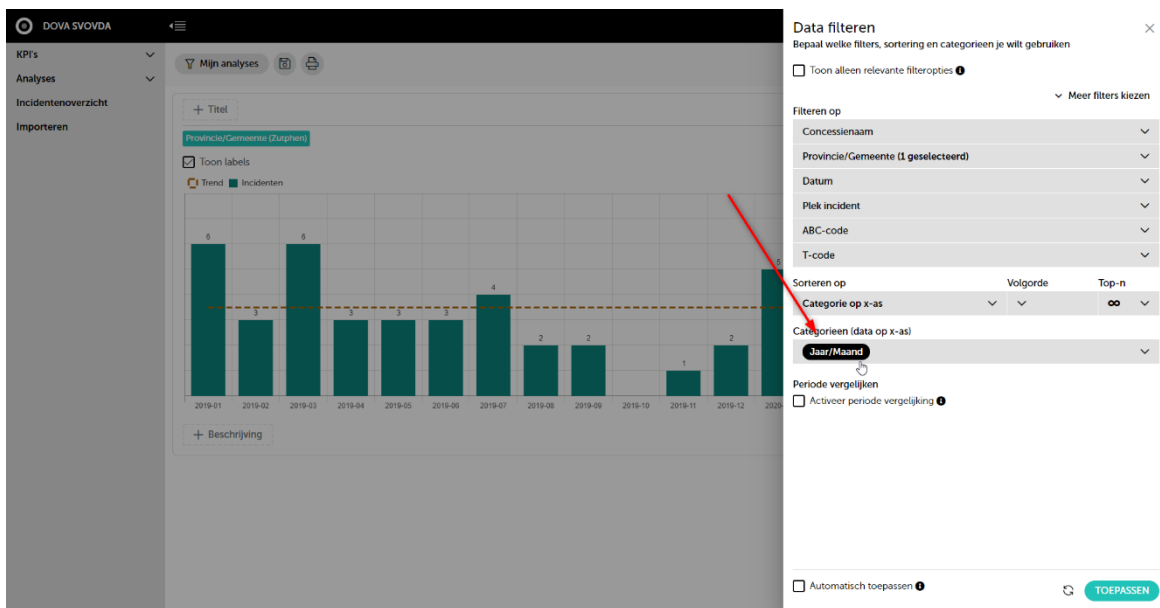 DOVA SVOVDA
KPI's
Analyses
Incidentenoverzicht
Importeren
Mijn analyses
Titel
Provincie/Gemeente (Zutphen)
Toon labels
Trend Incidenten
6
3
6
3
3
3
4
2
2
1
2
5
2019-01 2019-02 2019-03 2019-04 2019-05 2019-06 2019-07 2019-08 2019-09 2019-10 2019-11 2019-12 2020-
Beschrijving
Data filteren
Bepaal welke filters, sortering en categorieen je wilt gebruiken
Toon alleen relevante filteropties
Meer filters kiezen
Filteren op
Concessienaam
Provincie/Gemeente (1 geselecteerd)
Datum
Plek incident
ABC-code
T-code
Sorteren op Volgorde Top-n
Categorie op x-as ∞
Categorieen (data op x-as)
Jaar/Maand
Periode vergelijken
Activeer periode vergelijking
Automatisch toepassen
TOEPASSEN